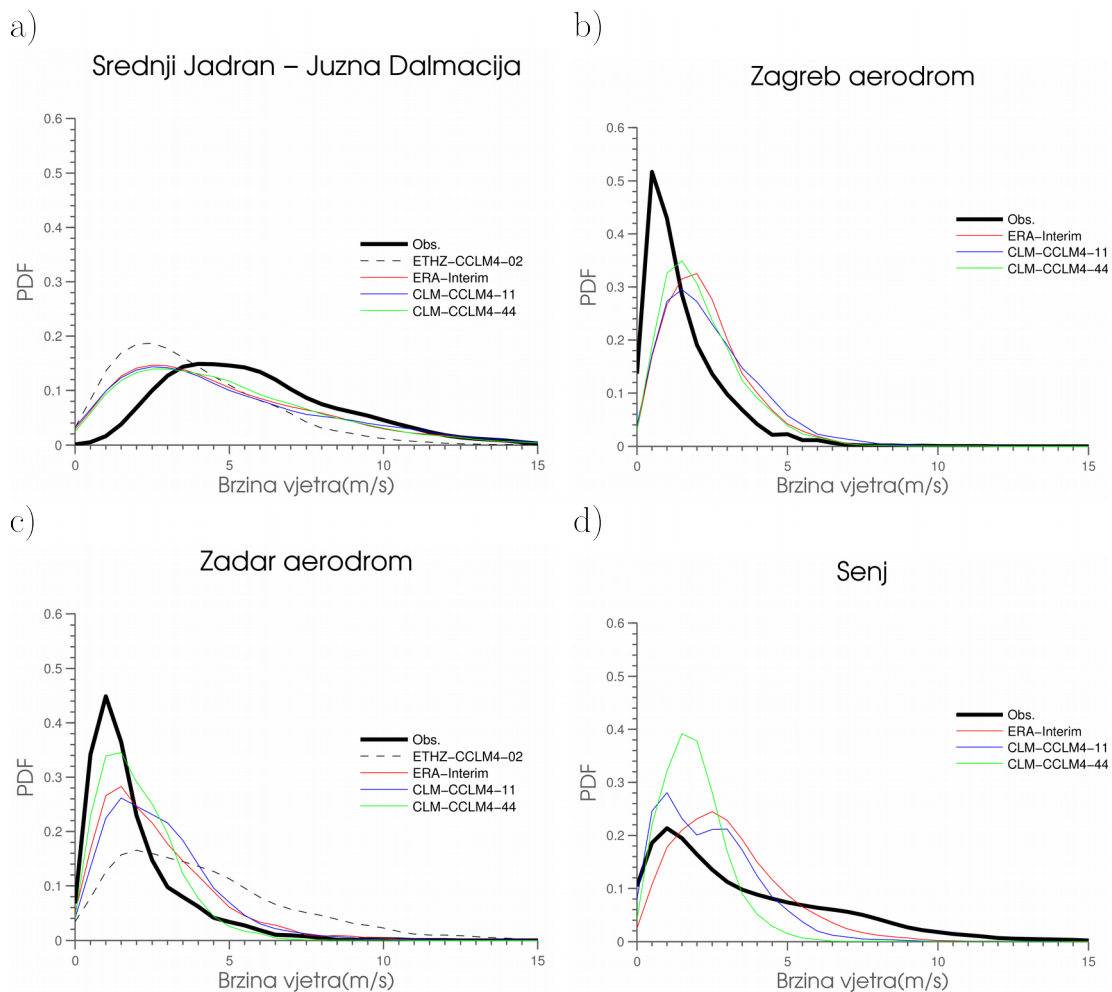 a)
Srednji Jadran – Juzna Dalmacija
0.6
0.5
0.4
0.3
0.2
0.1
0
PDF
Obs.
ETHZ–CCLM4–02
ERA–Interim
CLM–CCLM4–11
CLM–CCLM4–44
0 5 10 15
Brzina vjetra(m/s)
b)
Zagreb aerodrom
0.6
0.5
0.4
0.3
0.2
0.1
0
PDF
Obs.
ERA–Interim
CLM–CCLM4–11
CLM–CCLM4–44
0 5 10 15
Brzina vjetra(m/s)
c)
Zadar aerodrom
0.6
0.5
0.4
0.3
0.2
0.1
0
PDF
Obs.
ETHZ–CCLM4–02
ERA–Interim
CLM–CCLM4–11
CLM–CCLM4–44
0 5 10 15
Brzina vjetra(m/s)
d)
Senj
0.6
0.5
0.4
0.3
0.2
0.1
0
PDF
Obs.
ERA–Interim
CLM–CCLM4–11
CLM–CCLM4–44
0 5 10 15
Brzina vjetra(m/s)